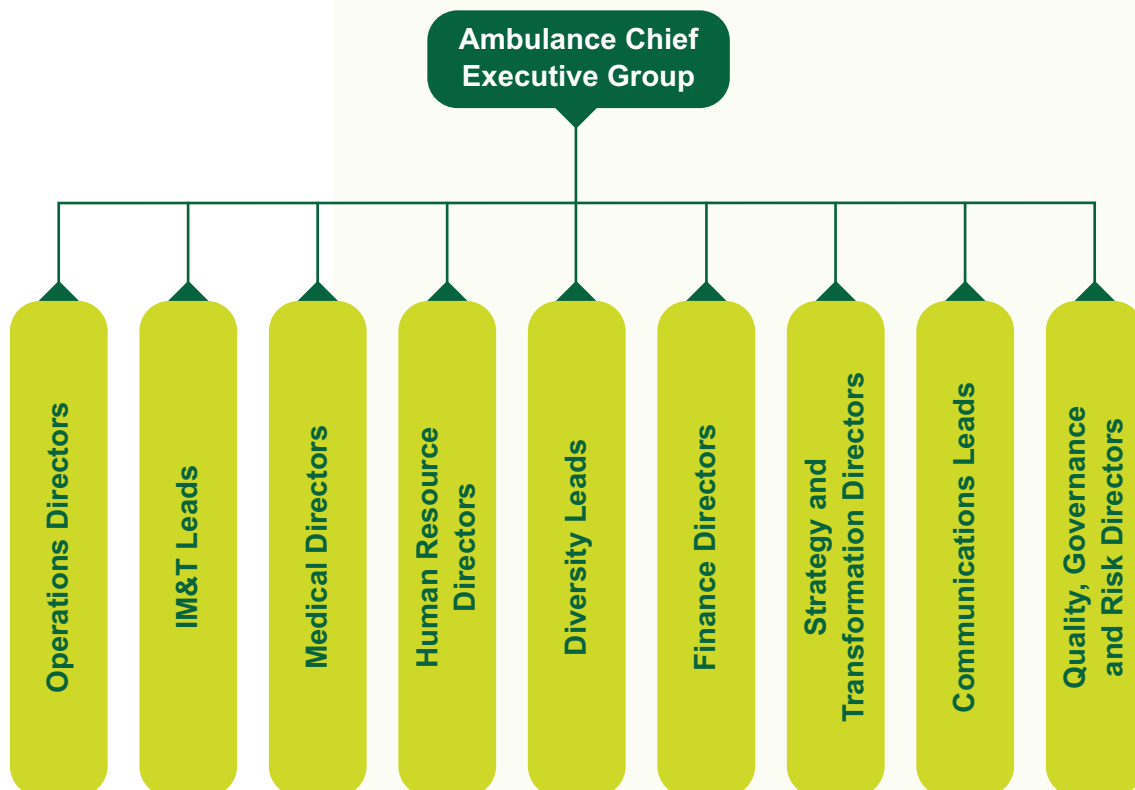 Ambulance Chief
Executive Group
Operations Directors
IM&T Leads
Medical Directors
Human Resource
Directors
Diversity Leads
Finance Directors
Strategy and
Transformation Directors
Communications Leads
Quality, Governance
and Risk Directors